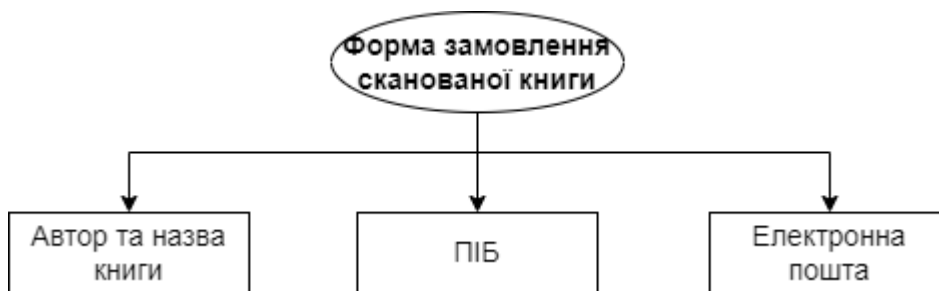 Форма замовлення
сканованої книги
Автор та назва
книги
ПІБ
Електронна
пошта